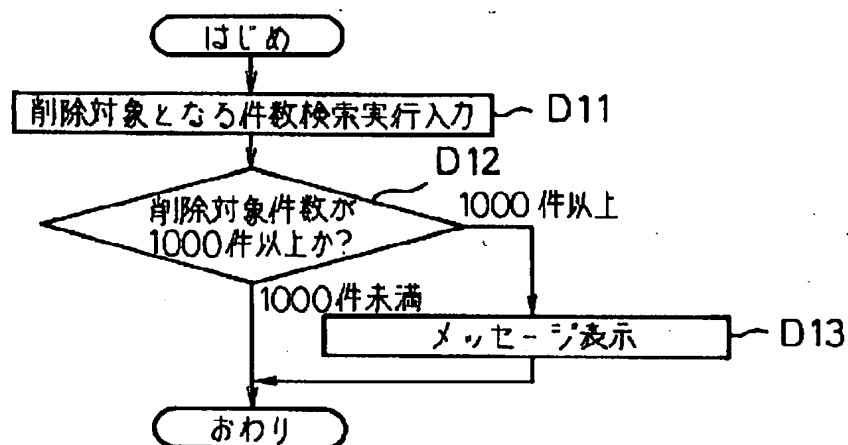 はじめ
削除対象となる件数検索実行入力
D11
D12
削除対象件数が
1000件以上か?
1000件以上
1000件未満
メッセージ表示
D13
おわり